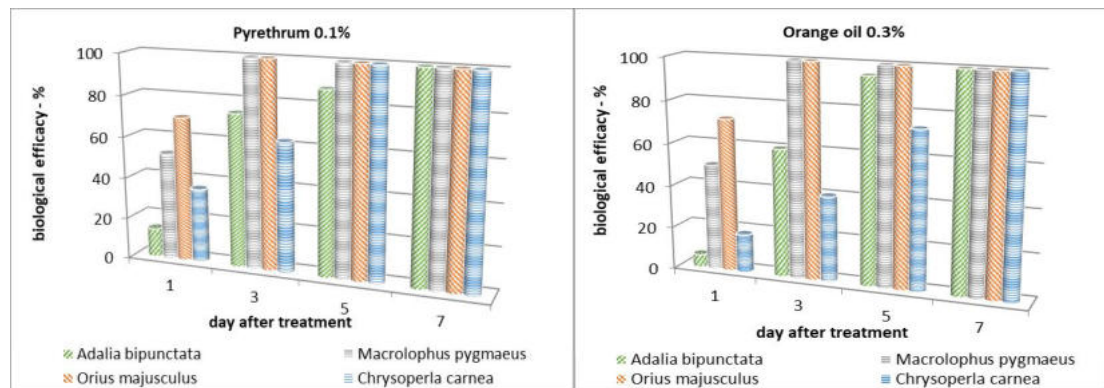 Pyrethrum 0.1%
100
80
60
40
20
0
biological efficacy - %
1
3
5
7
day after treatment
Adalia bipunctata
Macrolophus pygmaeus
Orius majusculus
Chrysoperla carnea
Orange oil 0.3%
100
80
60
40
20
0
biological efficacy - %
1
3
5
7
day after treatment
Adalia bipunctata
Macrolophus pygmaeus
Orius majusculus
Chrysoperla carnea